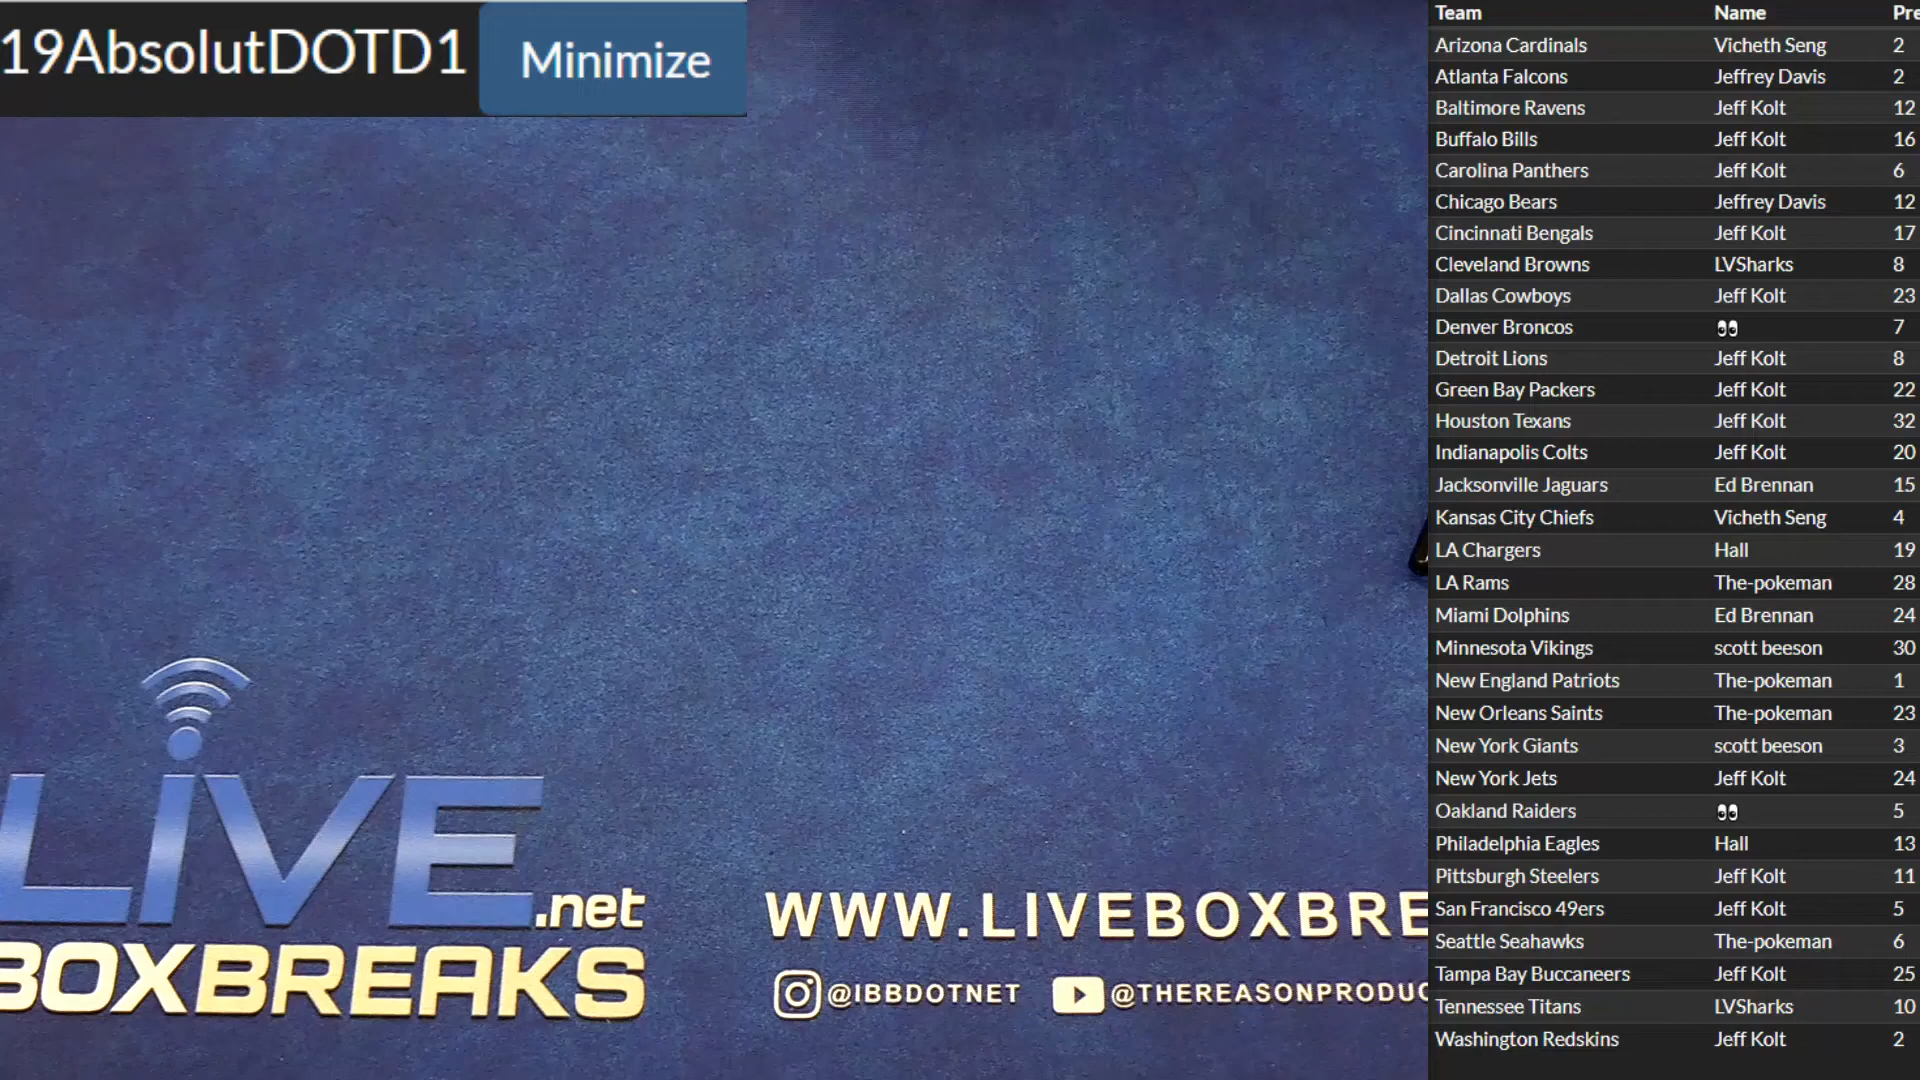 19AbsolutDOTD1
Minimize
Team Name Pre
Arizona Cardinals Vicheth Seng 2
Atlanta Falcons Jeffrey Davis 2
Baltimore Ravens Jeff Kolt 12
Buffalo Bills Jeff Kolt 16
Carolina Panthers Jeff Kolt 6
Chicago Bears Jeffrey Davis 12
Cincinnati Bengals Jeff Kolt 17
Cleveland Browns LVSharks 8
Dallas Cowboys Jeff Kolt 23
Denver Broncos 👀 7
Detroit Lions Jeff Kolt 8
Green Bay Packers Jeff Kolt 22
Houston Texans Jeff Kolt 32
Indianapolis Colts Jeff Kolt 20
Jacksonville Jaguars Ed Brennan 15
Kansas City Chiefs Vicheth Seng 4
LA Chargers Hall 19
LA Rams The-pokeman 28
Miami Dolphins Ed Brennan 24
Minnesota Vikings scott beeson 30
New England Patriots The-pokeman 1
New Orleans Saints The-pokeman 23
New York Giants scott beeson 3
New York Jets Jeff Kolt 24
Oakland Raiders 👀 5
Philadelphia Eagles Hall 13
Pittsburgh Steelers Jeff Kolt 11
San Francisco 49ers Jeff Kolt 5
Seattle Seahawks The-pokeman 6
Tampa Bay Buccaneers Jeff Kolt 25
Tennessee Titans LVSharks 10
Washington Redskins Jeff Kolt 2
LiVE.net
BOXBREAKS
WWW.LIVEBOXBRE
@IBBDOTNET @THEREASONPRODUC